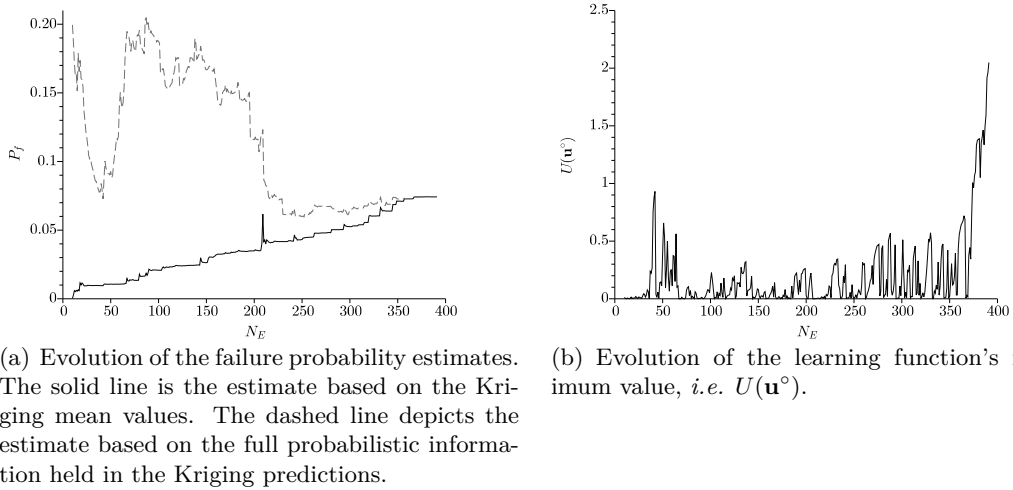 0.20
0.15
0.1
0.05
0
P_f
0 50 100 150 200 250 300 350 400
N_E
2.5
2
1.5
1
0.5
0
U(u°)
0 50 100 150 200 250 300 350 400
N_E
(a) Evolution of the failure probability estimates.
The solid line is the estimate based on the Kri-
ging mean values. The dashed line depicts the
estimate based on the full probabilistic informa-
tion held in the Kriging predictions.
(b) Evolution of the learning function's
imum value, i.e. U(u°).